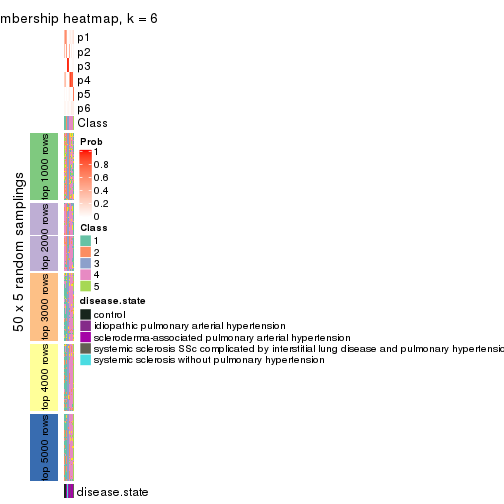 mbership heatmap, k = 6
p1
p2
p3
p4
p5
p6
Class
Prob
1
0.8
0.6
0.4
0.2
0
Class
1
2
3
4
5
disease.state
control
idiopathic pulmonary arterial hypertension
scleroderma-associated pulmonary arterial hypertension
systemic sclerosis SSc complicated by interstitial lung disease and pulmonary hypertensio
systemic sclerosis without pulmonary hypertension
50 x 5 random samplings
top 1000 rows
top 2000 rows
top 3000 rows
top 4000 rows
top 5000 rows
disease.state